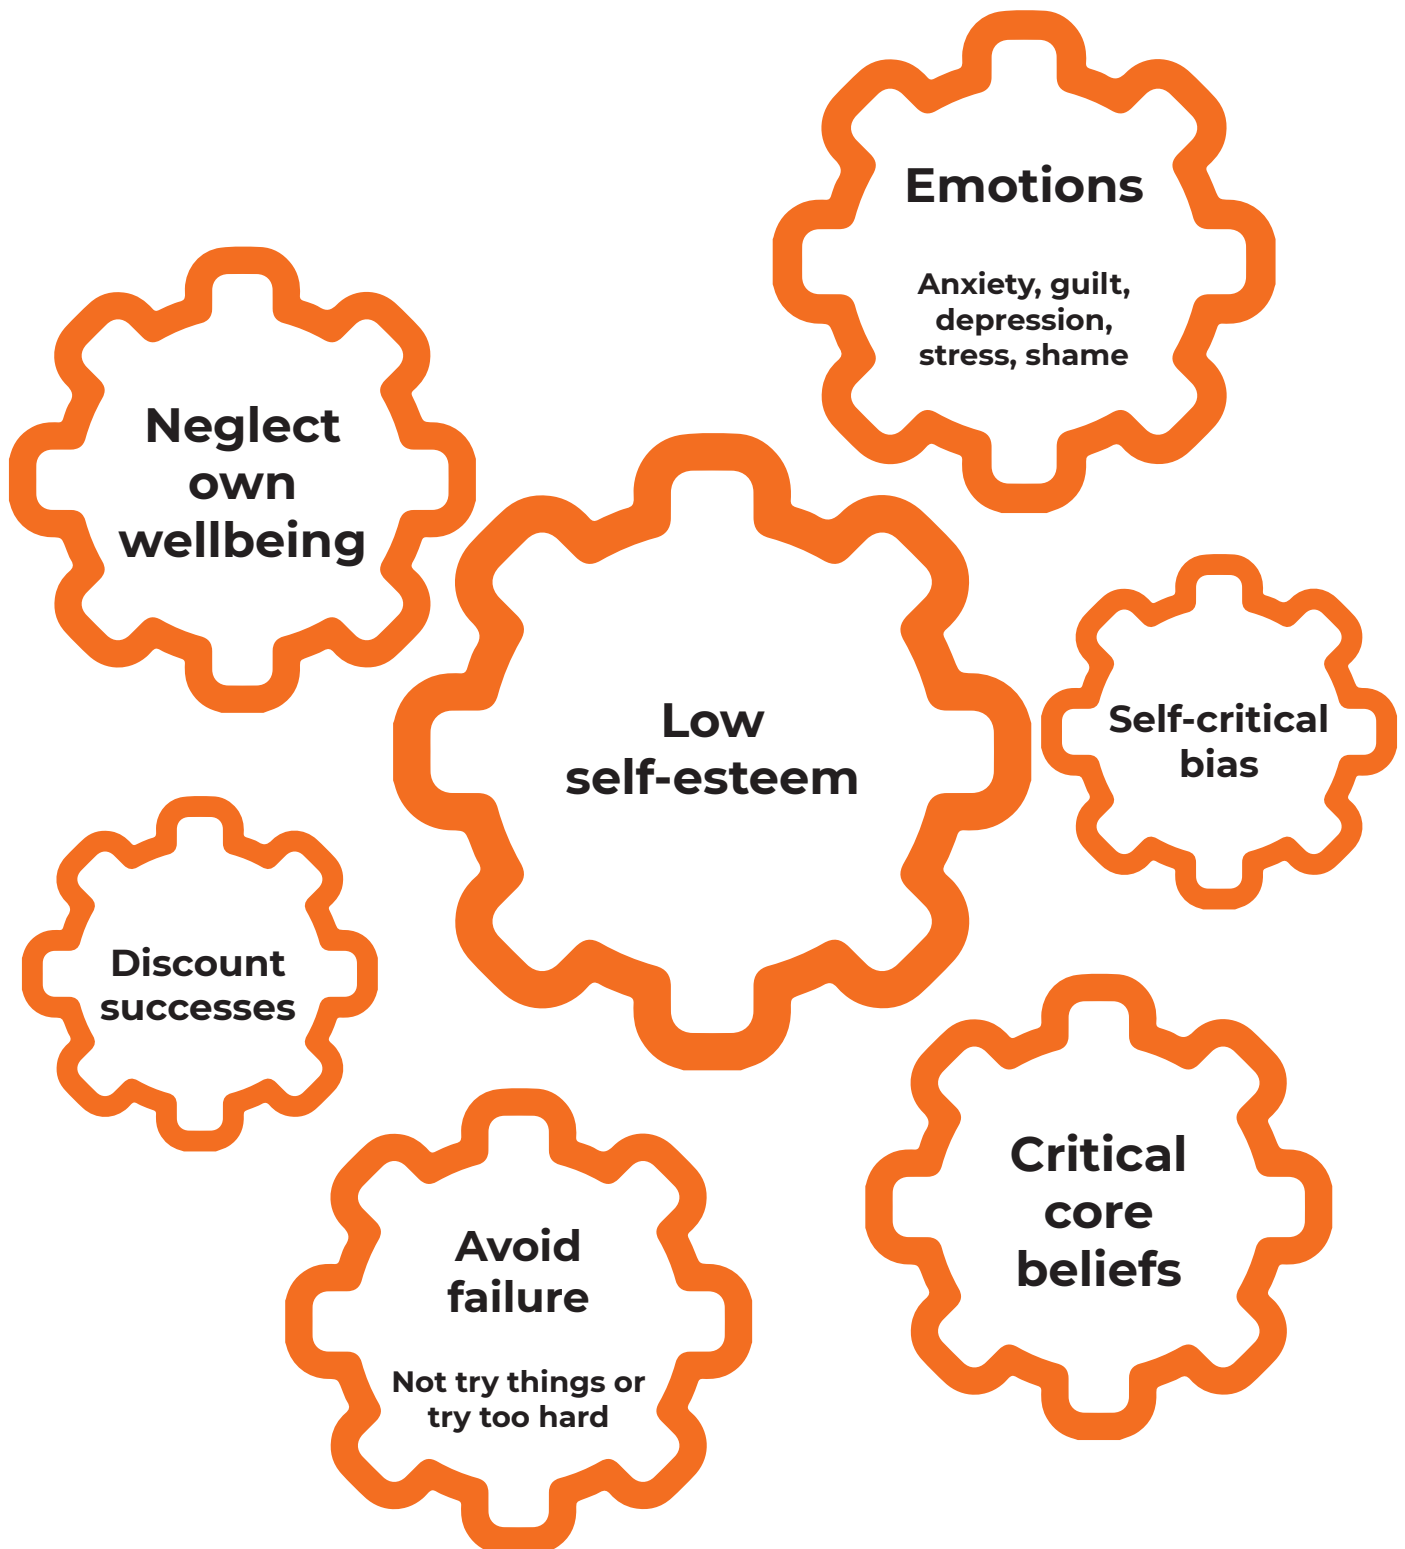 Emotions
Anxiety, guilt,
depression,
stress, shame
Neglect
own
wellbeing
Low
self-esteem
Self-critical
bias
Discount
successes
Critical
core
beliefs
Avoid
failure
Not try things or
try too hard